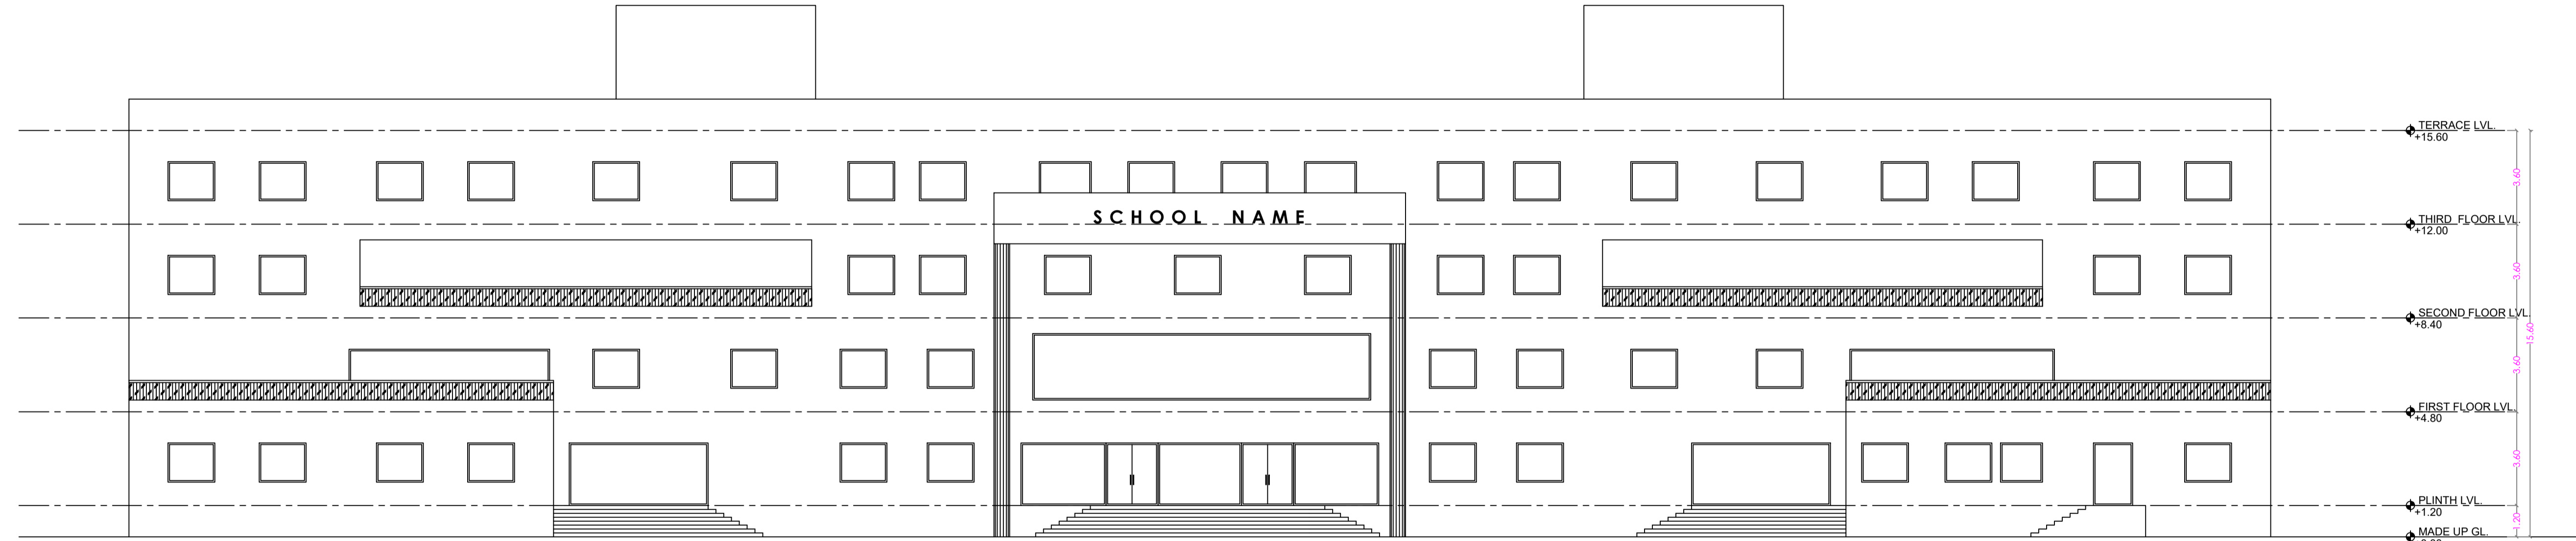 TERRACE LVL.
+15.60
3.60
SCHOOL NAME
THIRD FLOOR LVL.
+12.00
3.60
SECOND FLOOR LVL.
+8.40
15.60
3.60
FIRST FLOOR LVL.
+4.80
3.60
PLINTH LVL.
+1.20
1.20
MADE UP GL.